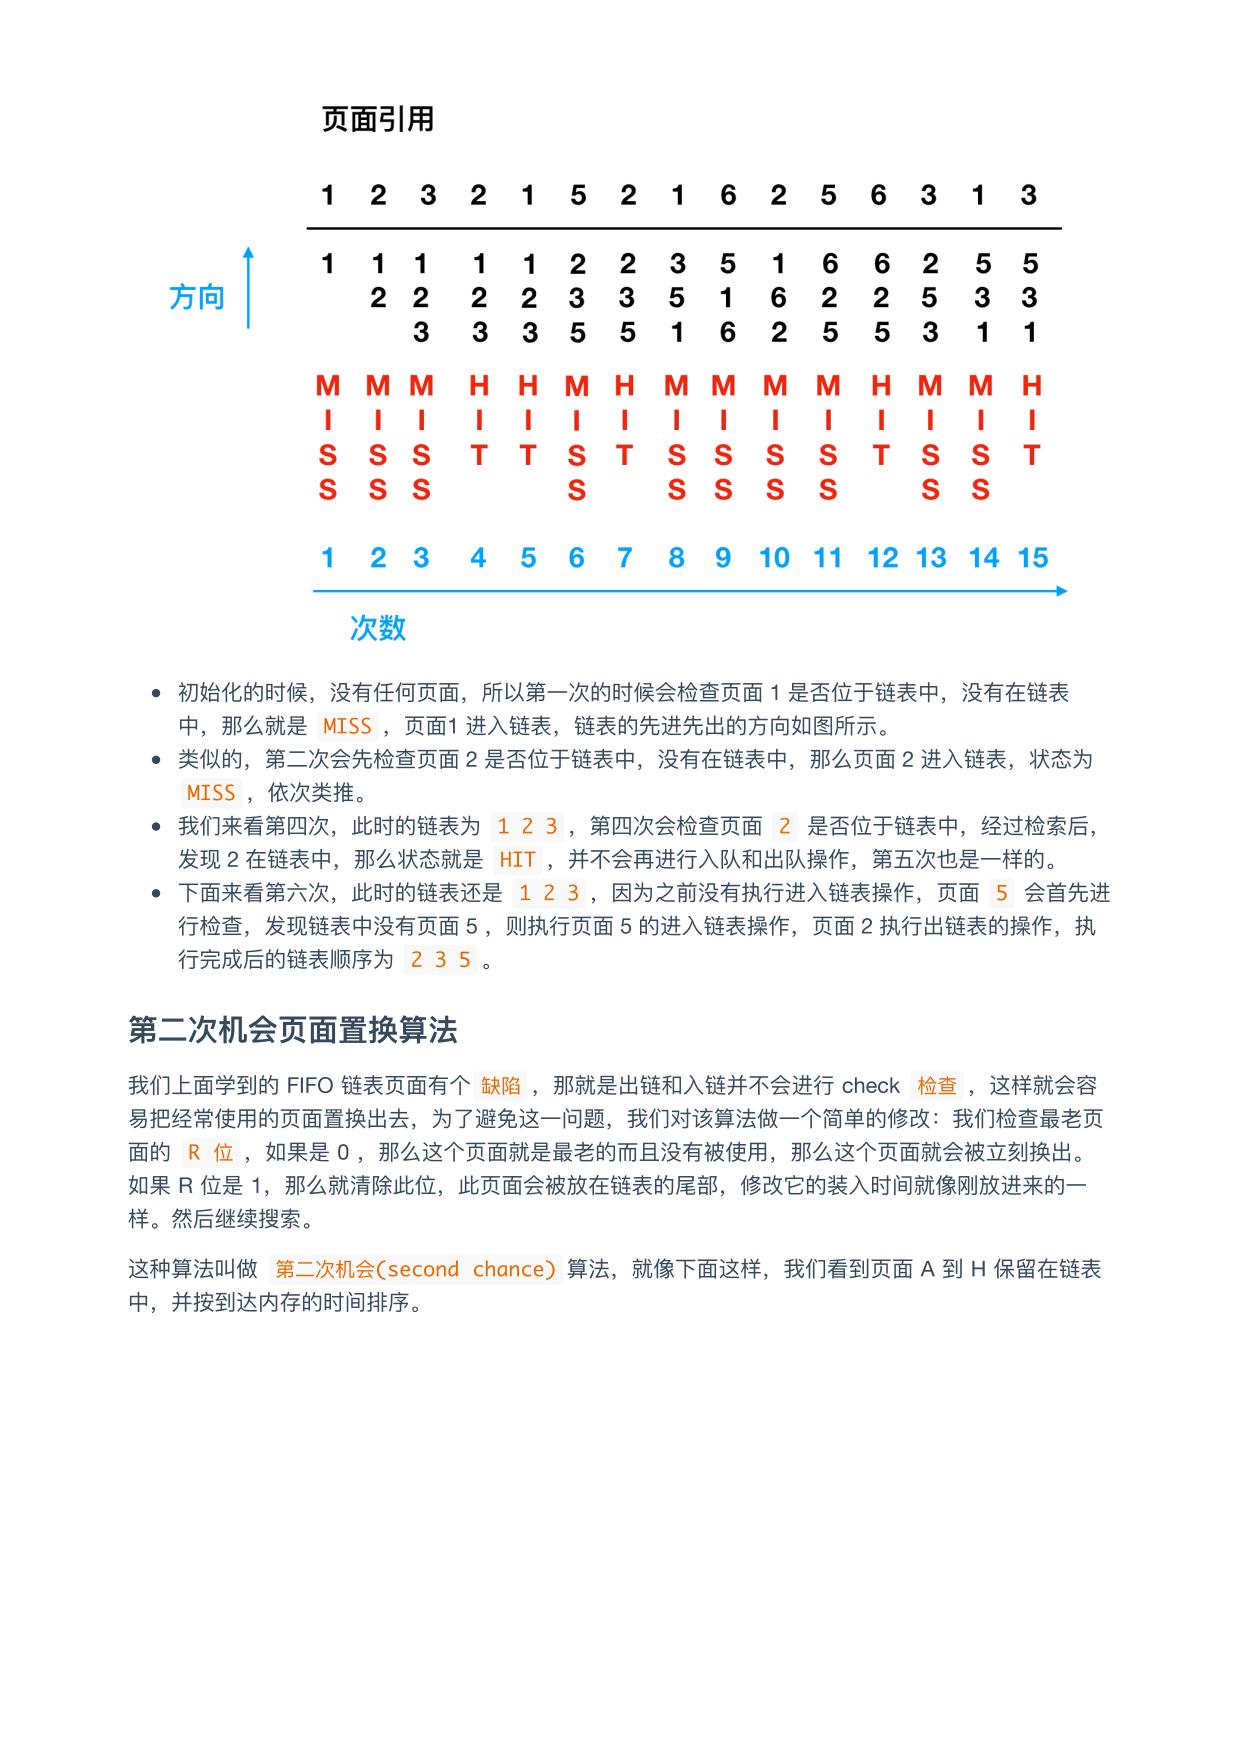 页面引用
1 2 3 2 1 5 2 1 6 2 5 6 3 1 3
1 1 1 1 1 2 2 3 5 1 6 6 2 5 5
方向 2 2 2 2 3 3 5 1 6 2 2 5 3 3
3 3 3 5 5 1 6 2 5 5 3 1 1
M M M H H M H M M M M H M M H
I I I I I I I I I I I I I I I
S S S T T S T S S S S T S S T
S S S S S S S S S S
1 2 3 4 5 6 7 8 9 10 11 12 13 14 15
次数
• 初始化的时候，没有任何页面，所以第一次的时候会检查页面 1 是否位于链表中，没有在链表
中，那么就是 MISS ，页面1 进入链表，链表的先进先出的方向如图所示。
• 类似的，第二次会先检查页面 2 是否位于链表中，没有在链表中，那么页面 2 进入链表，状态为
MISS ，依次类推。
• 我们来看第四次，此时的链表为 1 2 3 ，第四次会检查页面 2 是否位于链表中，经过检索后，
发现 2 在链表中，那么状态就是 HIT ，并不会再进行入队和出队操作，第五次也是一样的。
• 下面来看第六次，此时的链表还是 1 2 3 ，因为之前没有执行进入链表操作，页面 5 会首先进
行检查，发现链表中没有页面 5 ，则执行页面 5 的进入链表操作，页面 2 执行出链表的操作，执
行完成后的链表顺序为 2 3 5 。
第二次机会页面置换算法
我们上面学到的 FIFO 链表页面有个 缺陷 ，那就是出链和入链并不会进行 check 检查 ，这样就会容
易把经常使用的页面置换出去，为了避免这一问题，我们对该算法做一个简单的修改：我们检查最老页
面的 R 位 ，如果是 0 ，那么这个页面就是最老的而且没有被使用，那么这个页面就会被立刻换出。
如果 R 位是 1，那么就清除此位，此页面会被放在链表的尾部，修改它的装入时间就像刚放进来的一
样。然后继续搜索。
这种算法叫做 第二次机会(second chance) 算法，就像下面这样，我们看到页面 A 到 H 保留在链表
中，并按到达内存的时间排序。